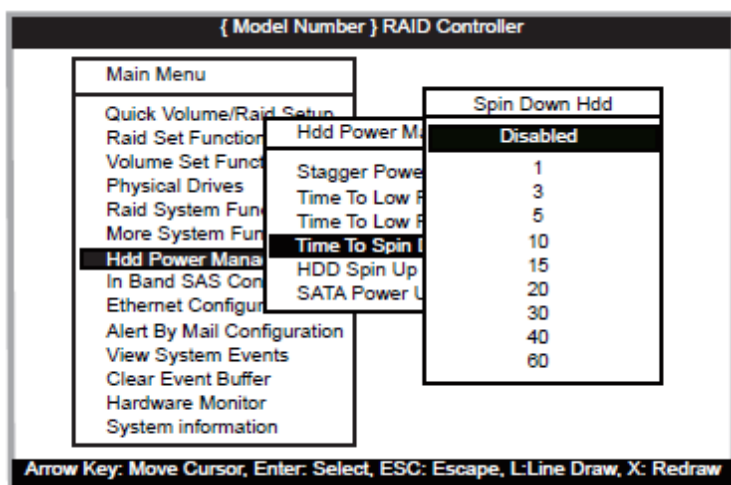 { Model Number } RAID Controller
Main Menu
Quick Volume/Raid Setup
Raid Set Function
Volume Set Funct
Physical Drives
Raid System Fun
More System Fun
Hdd Power Mana
In Band SAS Con
Ethernet Configur
Alert By Mail Configuration
View System Events
Clear Event Buffer
Hardware Monitor
System information
Hdd Power Ma
Stagger Powe
Time To Low
Time To Low
Time To Spin
HDD Spin Up
SATA Power
Spin Down Hdd
Disabled
1
3
5
10
15
20
30
40
60
Arrow Key: Move Cursor, Enter: Select, ESC: Escape, L:Line Draw, X: Redraw